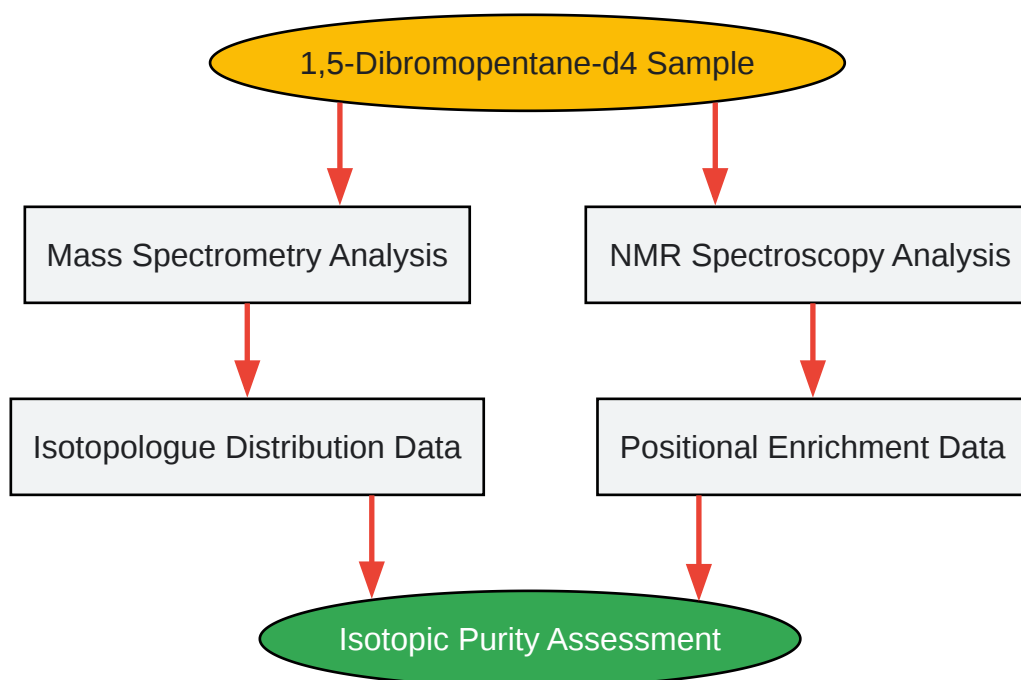 1,5-Dibromopentane-d4 Sample
Mass Spectrometry Analysis
NMR Spectroscopy Analysis
Isotopologue Distribution Data
Positional Enrichment Data
Isotopic Purity Assessment